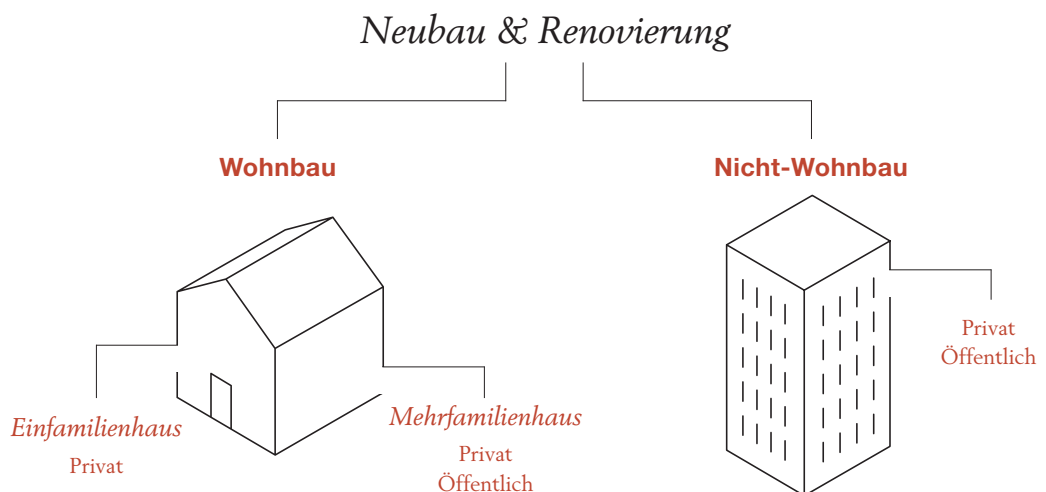 Neubau & Renovierung
Wohnbau
Nicht-Wohnbau
Einfamilienhaus
Privat
Mehrfamilienhaus
Privat
Öffentlich
Privat
Öffentlich